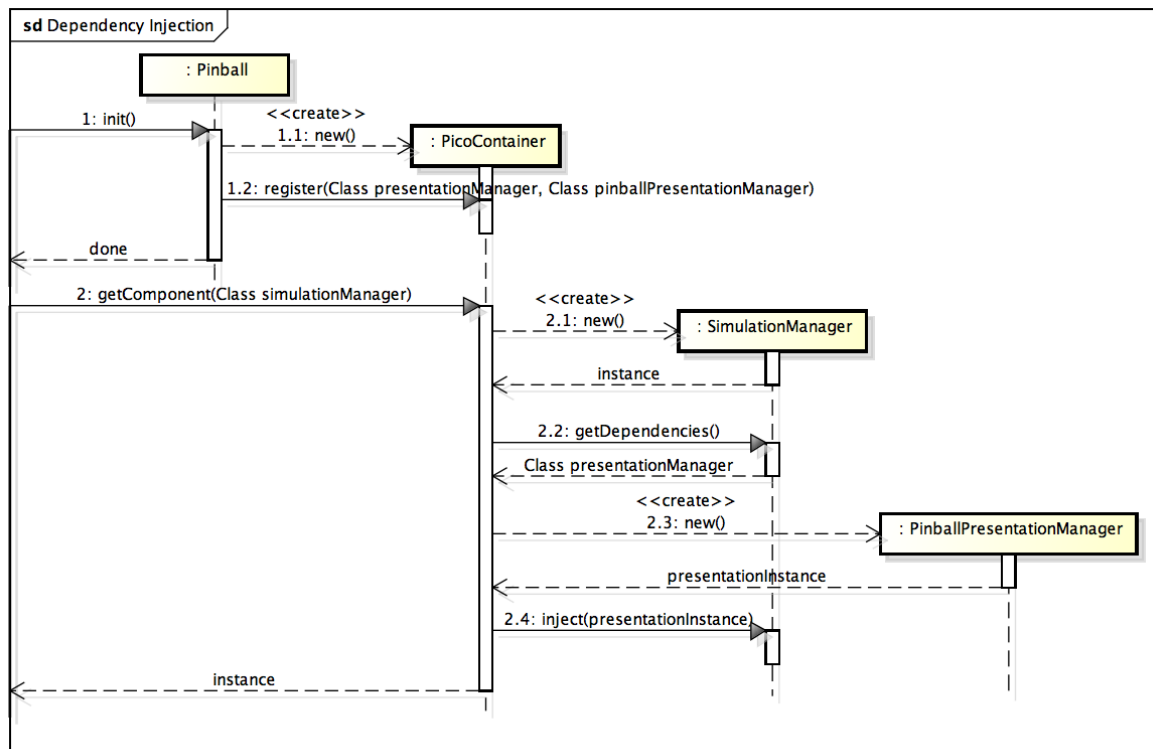 sd Dependency Injection
: Pinball
1: init()
<<create>>
1.1: new()
: PicoContainer
1.2: register(Class presentationManager, Class pinballPresentationManager)
done
2: getComponent(Class simulationManager)
<<create>>
2.1: new()
: SimulationManager
instance
2.2: getDependencies()
Class presentationManager
<<create>>
2.3: new()
: PinballPresentationManager
presentationInstance
2.4: inject(presentationInstance)
instance